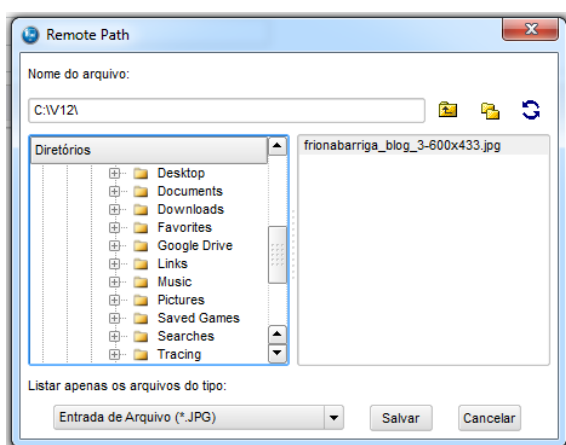 Remote Path
Nome do arquivo:
C:\V12\
Diretórios
Desktop
Documents
Downloads
Favorites
Google Drive
Links
Music
Pictures
Saved Games
Searches
Tracing
frionabarriga_blog_3-600x433.jpg
Listar apenas os arquivos do tipo:
Entrada de Arquivo (*.JPG)
Salvar
Cancelar